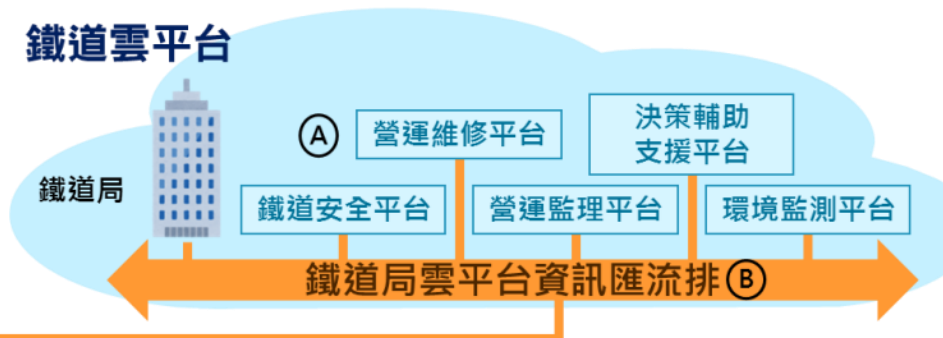 鐵道雲平台
鐵道局
A
營運維修平台
決策輔助
支援平台
鐵道安全平台
營運監理平台
環境監測平台
鐵道局雲平台資訊匯流排 B